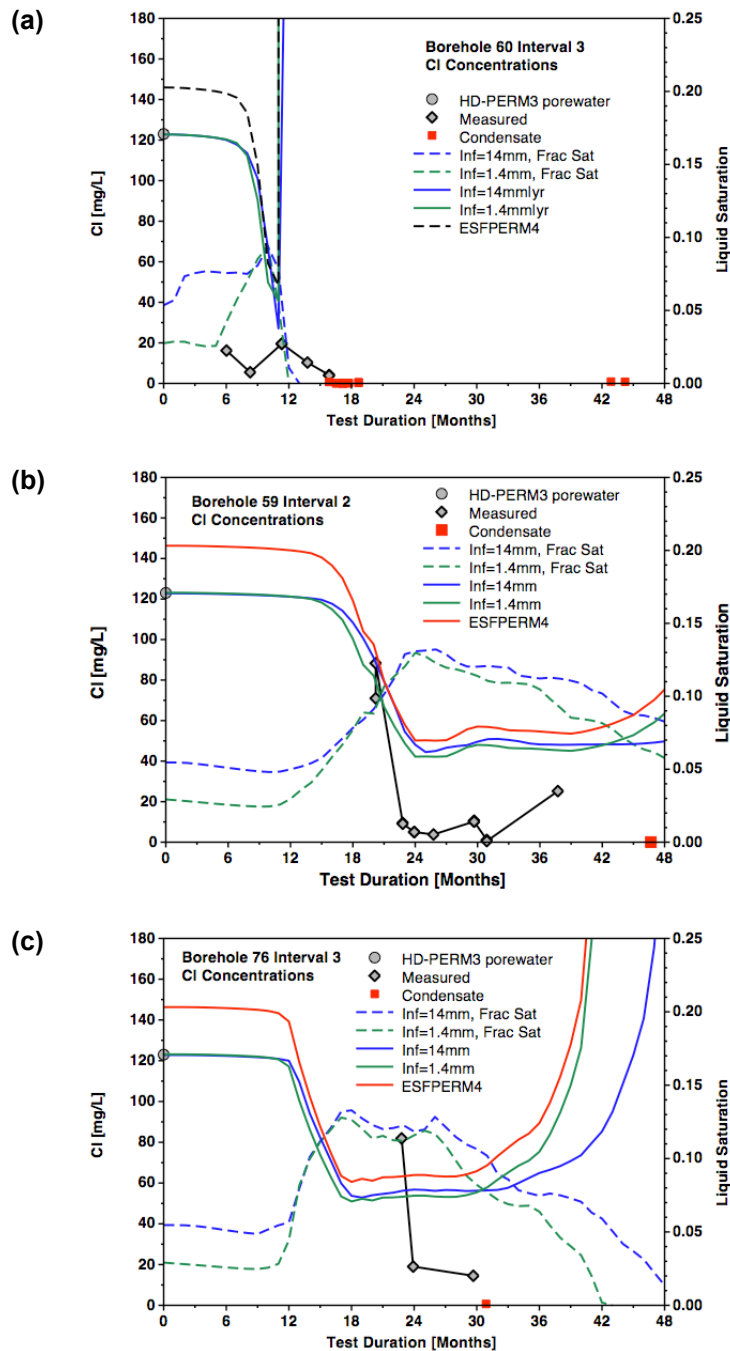 (a)
Borehole 60 Interval 3
Cl Concentrations
HD-PERM3 porewater
Measured
Condensate
Inf=14mm, Frac Sat
Inf=1.4mm, Frac Sat
Inf=14mmlyr
Inf=1.4mmlyr
ESFPERM4
Cl [mg/L]
180
160
140
120
100
80
60
40
20
0
0.25
0.20
0.15
0.10
0.05
0.00
Liquid Saturation
0 6 12 18 24 30 36 42 48
Test Duration [Months]
(b)
Borehole 59 Interval 2
Cl Concentrations
HD-PERM3 porewater
Measured
Condensate
Inf=14mm, Frac Sat
Inf=1.4mm, Frac Sat
Inf=14mm
Inf=1.4mm
ESFPERM4
Cl [mg/L]
180
160
140
120
100
80
60
40
20
0
0.25
0.20
0.15
0.10
0.05
0.00
Liquid Saturation
0 6 12 18 24 30 36 42 48
Test Duration [Months]
(c)
Borehole 76 Interval 3
Cl Concentrations
HD-PERM3 porewater
Measured
Condensate
Inf=14mm, Frac Sat
Inf=1.4mm, Frac Sat
Inf=14mm
Inf=1.4mm
ESFPERM4
Cl [mg/L]
180
160
140
120
100
80
60
40
20
0
0.25
0.20
0.15
0.10
0.05
0.00
Liquid Saturation
0 6 12 18 24 30 36 42 48
Test Duration [Months]